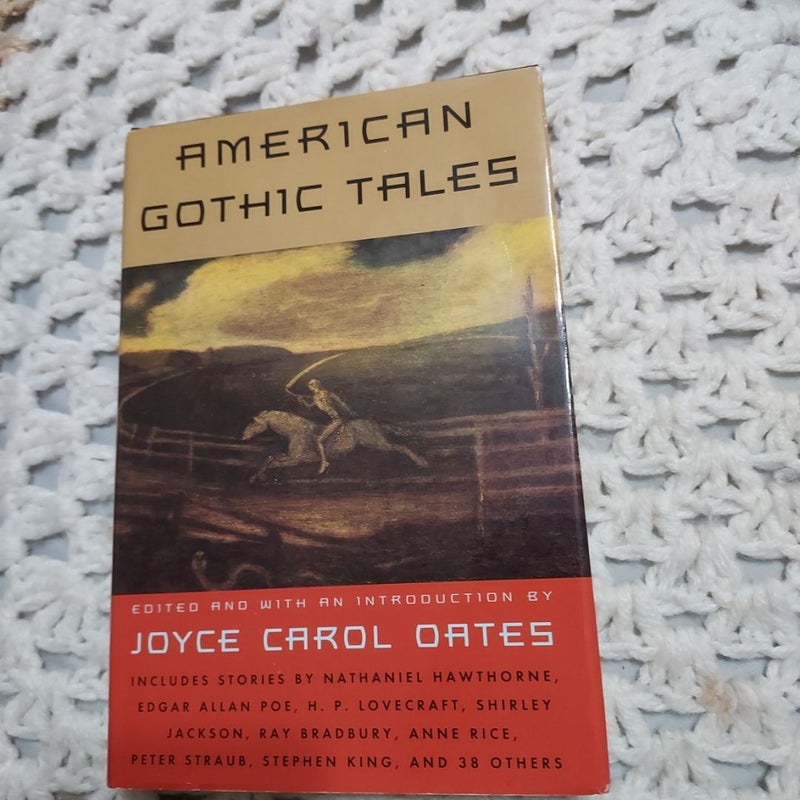 AMERICAN
GOTHIC TALES
EDITED AND WITH AN INTRODUCTION BY
JOYCE CAROL OATES
INCLUDES STORIES BY NATHANIEL HAWTHORNE,
EDGAR ALLAN POE, H. P. LOVECRAFT, SHIRLEY
JACKSON, RAY BRADBURY, ANNE RICE,
PETER STRAUB, STEPHEN KING, AND 38 OTHERS